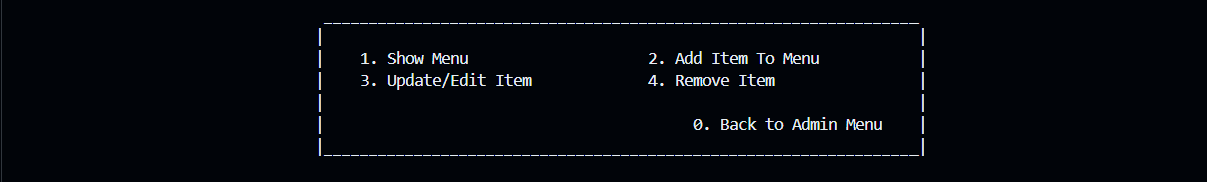 1. Show Menu 2. Add Item To Menu
3. Update/Edit Item 4. Remove Item
0. Back to Admin Menu